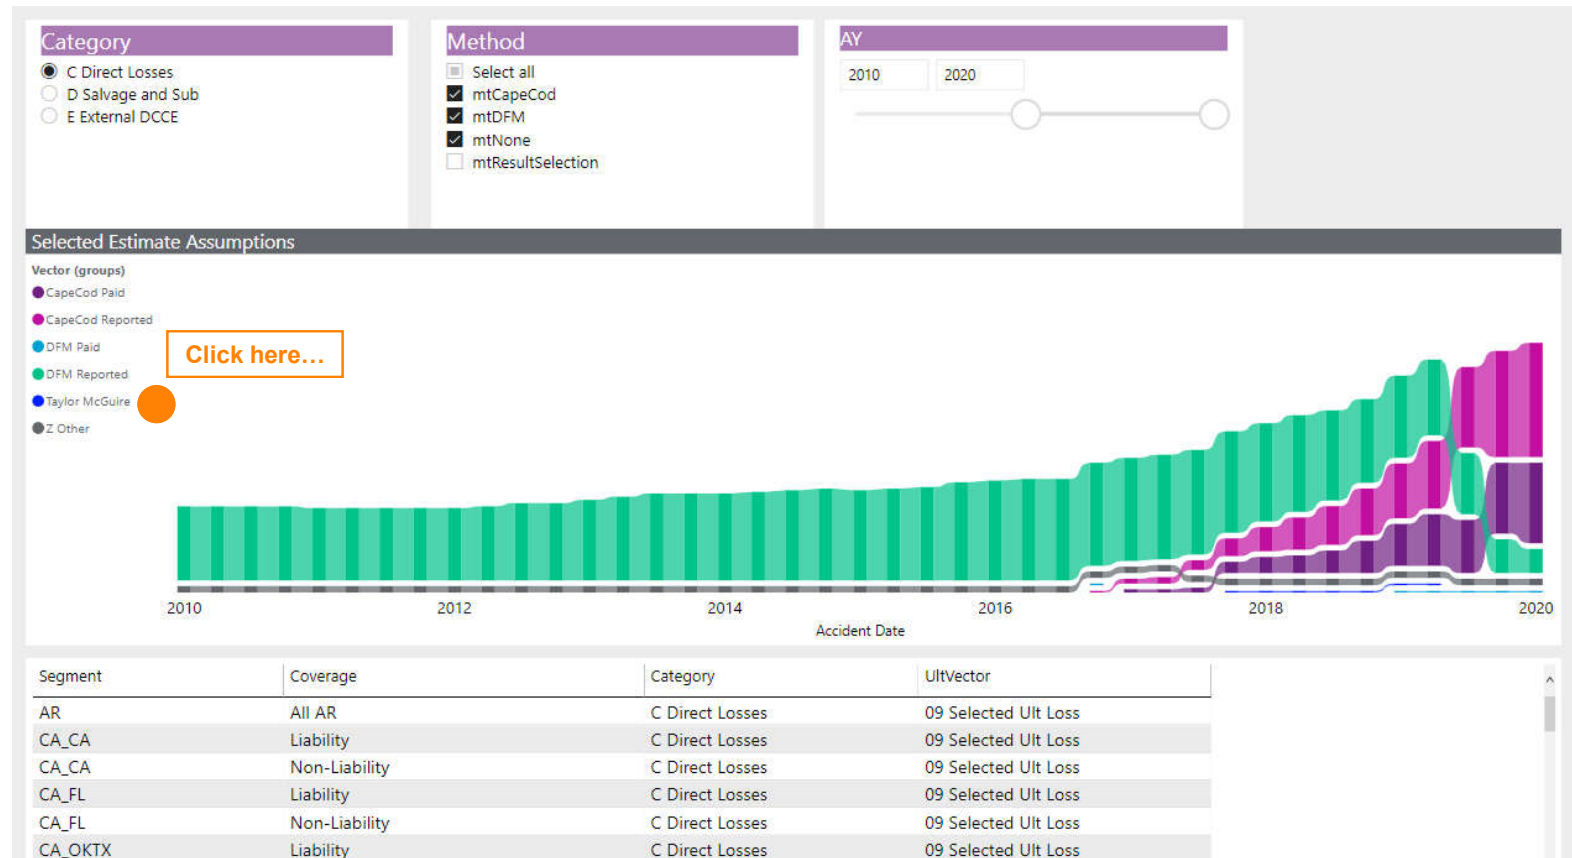 Category
C Direct Losses
D Salvage and Sub
E External DCCE
Method
Select all
mtCapeCod
mtDFM
mtNone
mtResultSelection
AY
2010 2020
Selected Estimate Assumptions
Vector (groups)
CapeCod Paid
CapeCod Reported
DFM Paid
DFM Reported
Taylor McGuire
Z Other
Click here…
2010 2012 2014 2016 2018 2020
Accident Date
Segment Coverage Category UltVector
AR All AR C Direct Losses 09 Selected Ult Loss
CA_CA Liability C Direct Losses 09 Selected Ult Loss
CA_CA Non-Liability C Direct Losses 09 Selected Ult Loss
CA_FL Liability C Direct Losses 09 Selected Ult Loss
CA_FL Non-Liability C Direct Losses 09 Selected Ult Loss
CA_OKTX Liability C Direct Losses 09 Selected Ult Loss